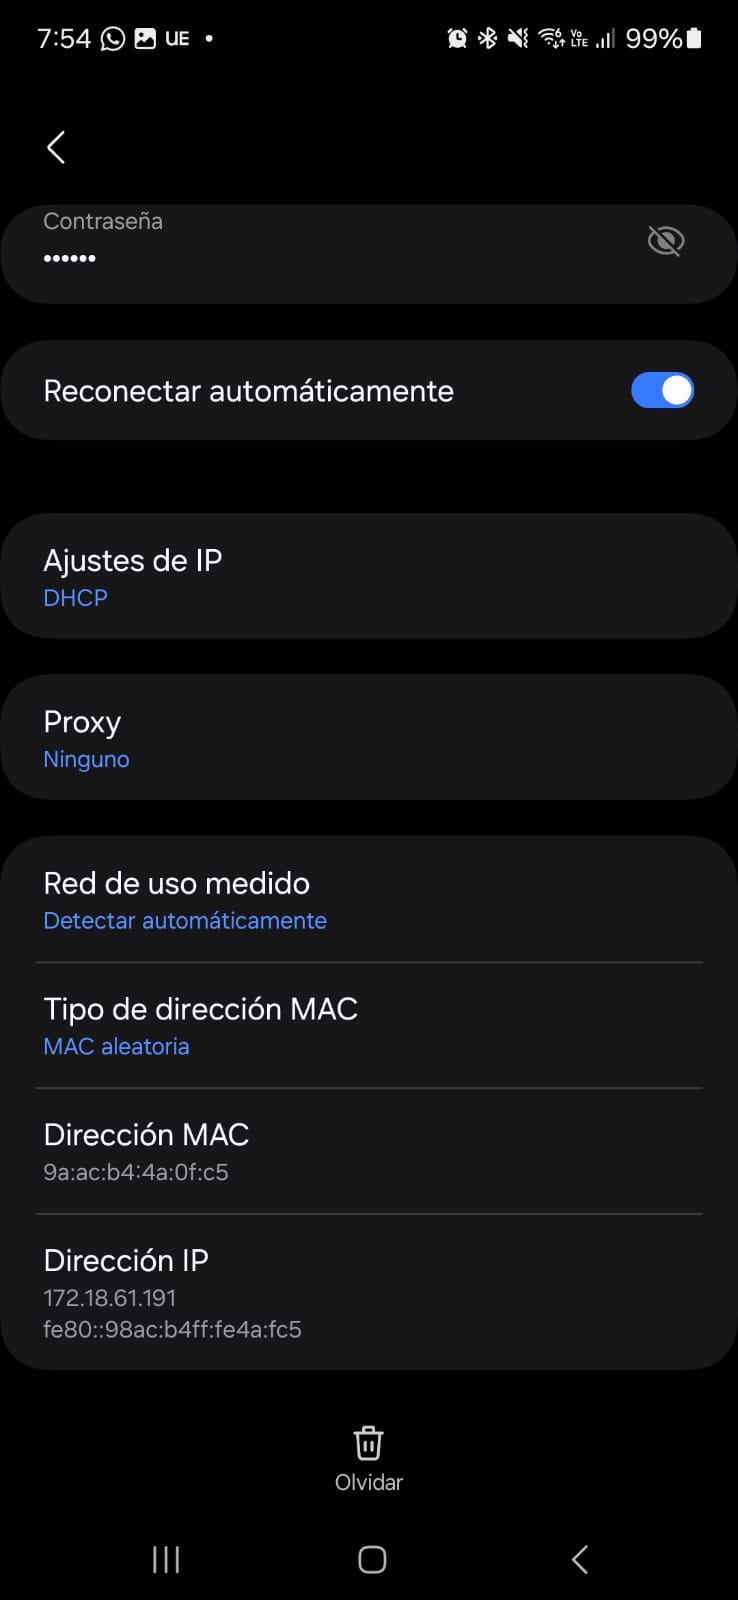 7:54 UE • Vo LTE 99%
Contraseña
••••••
Reconectar automáticamente
Ajustes de IP
DHCP
Proxy
Ninguno
Red de uso medido
Detectar automáticamente
Tipo de dirección MAC
MAC aleatoria
Dirección MAC
9a:ac:b4:4a:0f:c5
Dirección IP
172.18.61.191
fe80::98ac:b4ff:fe4a:fc5
Olvidar